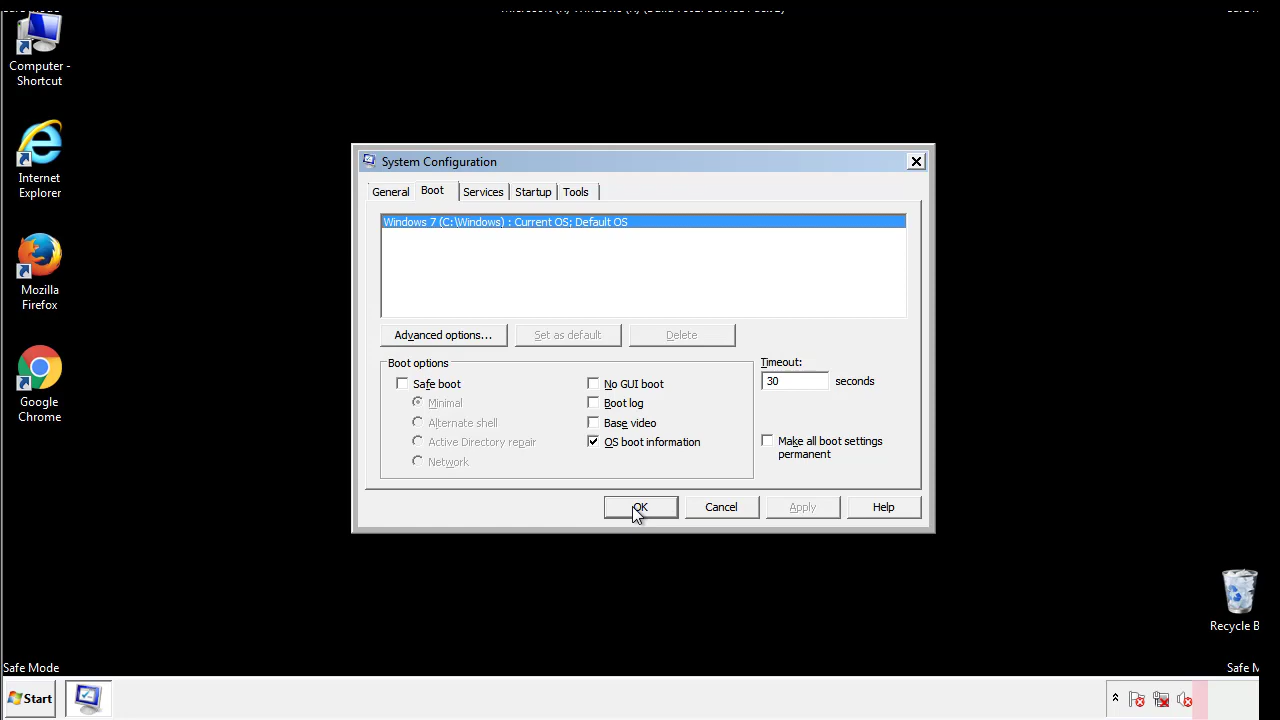 Computer -
Shortcut
Internet
Explorer
Mozilla
Firefox
Google
Chrome
System Configuration
General
Boot
Services
Startup
Tools
Windows 7 (C:\Windows) : Current OS; Default OS
Advanced options...
Set as default
Delete
Boot options
Safe boot
Minimal
Alternate shell
Active Directory repair
Network
No GUI boot
Boot log
Base video
OS boot information
Timeout:
30 seconds
Make all boot settings
permanent
OK
Cancel
Apply
Help
Recycle B
Safe Mode
Safe M
Start